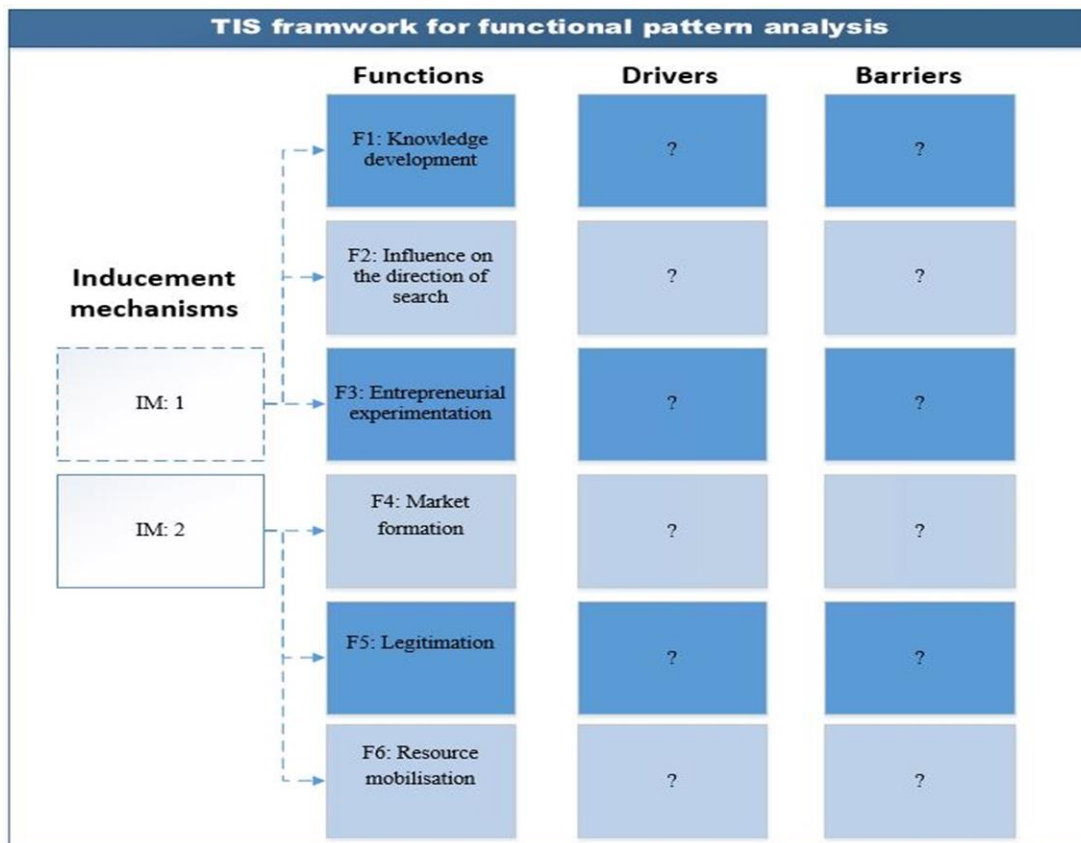 TIS framwork for functional pattern analysis
Functions
Drivers
Barriers
F1: Knowledge
development
?
?
F2: Influence on
the direction of
search
?
?
Inducement
mechanisms
IM: 1
F3: Entrepreneurial
experimentation
?
?
IM: 2
F4: Market
formation
?
?
F5: Legitimation
?
?
F6: Resource
mobilisation
?
?